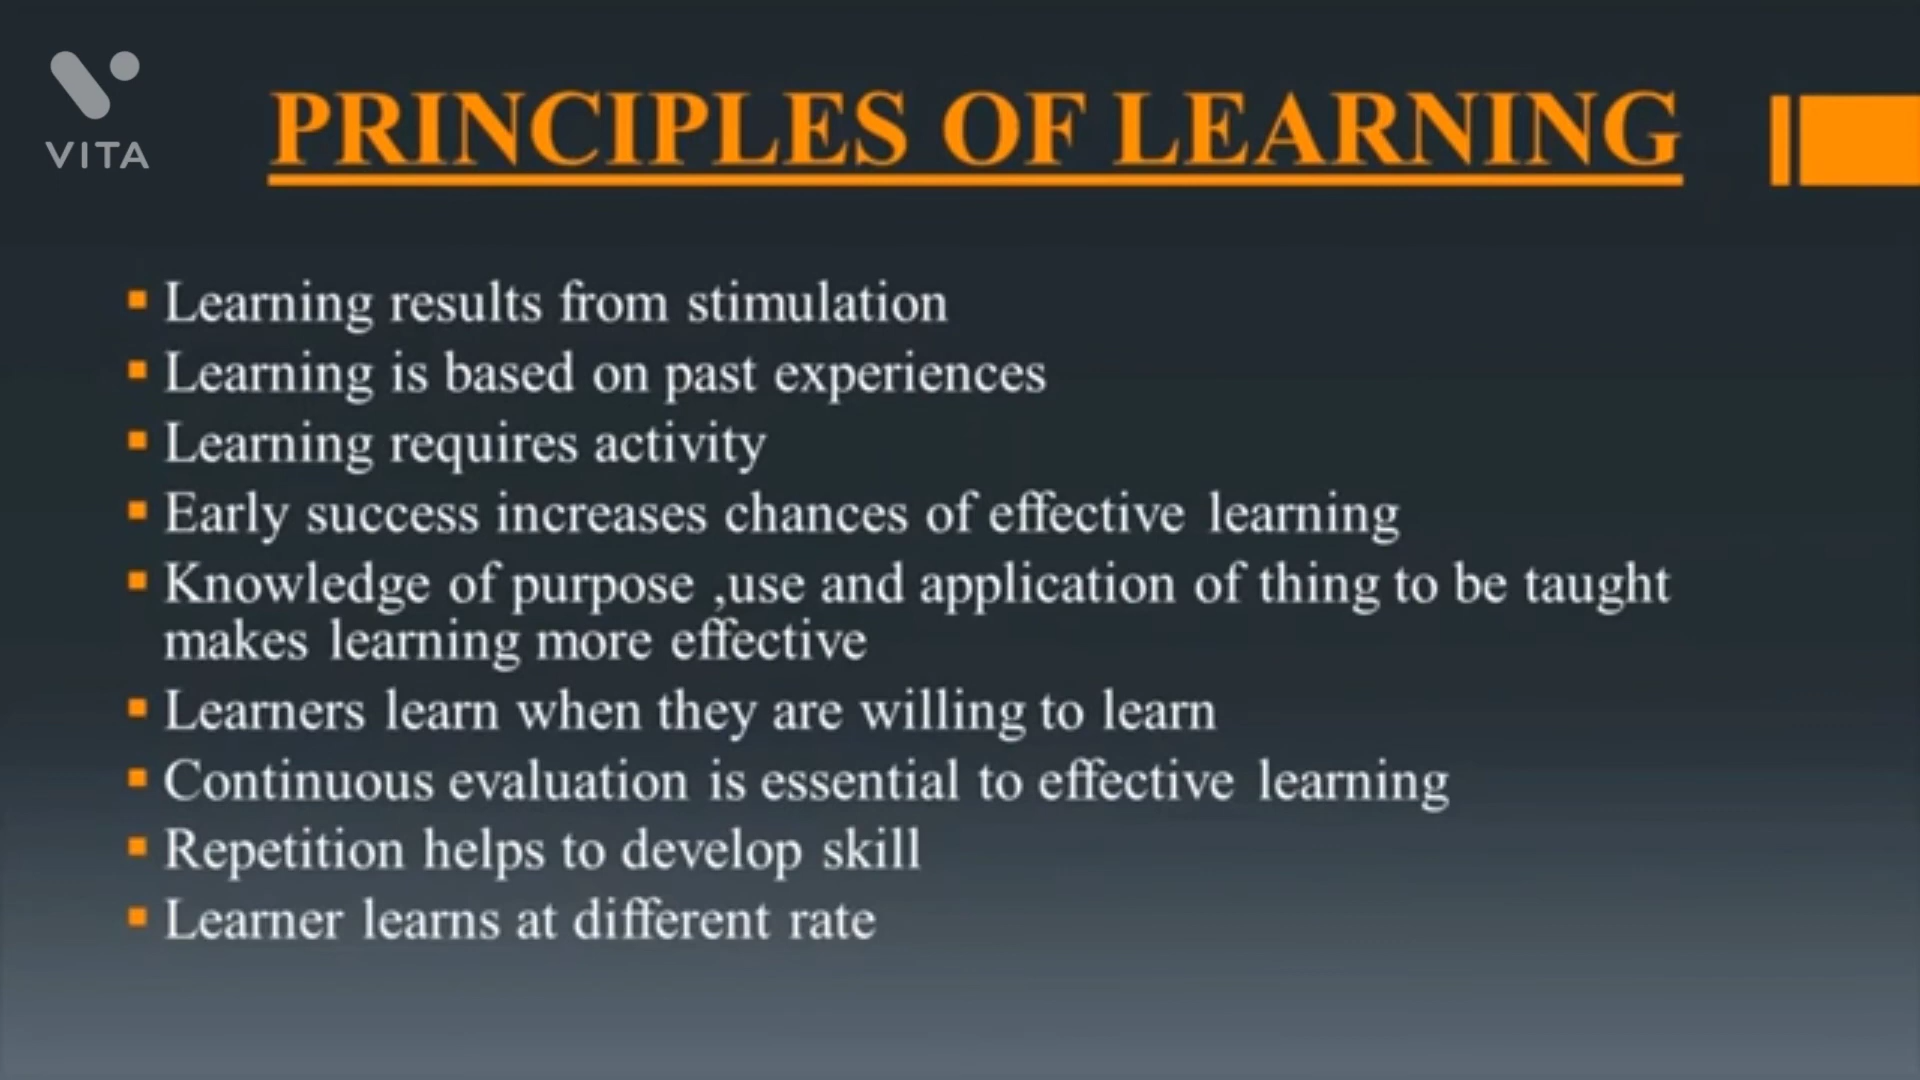 VITA
PRINCIPLES OF LEARNING
Learning results from stimulation
Learning is based on past experiences
Learning requires activity
Early success increases chances of effective learning
Knowledge of purpose ,use and application of thing to be taught
makes learning more effective
Learners learn when they are willing to learn
Continuous evaluation is essential to effective learning
Repetition helps to develop skill
Learner learns at different rate